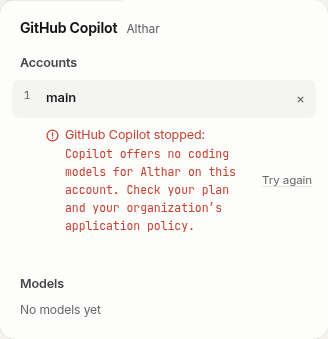 GitHub Copilot Althar
Accounts
1 main ×
GitHub Copilot stopped:
Copilot offers no coding
models for Althar on this
account. Check your plan
and your organization’s
application policy.
Try again
Models
No models yet